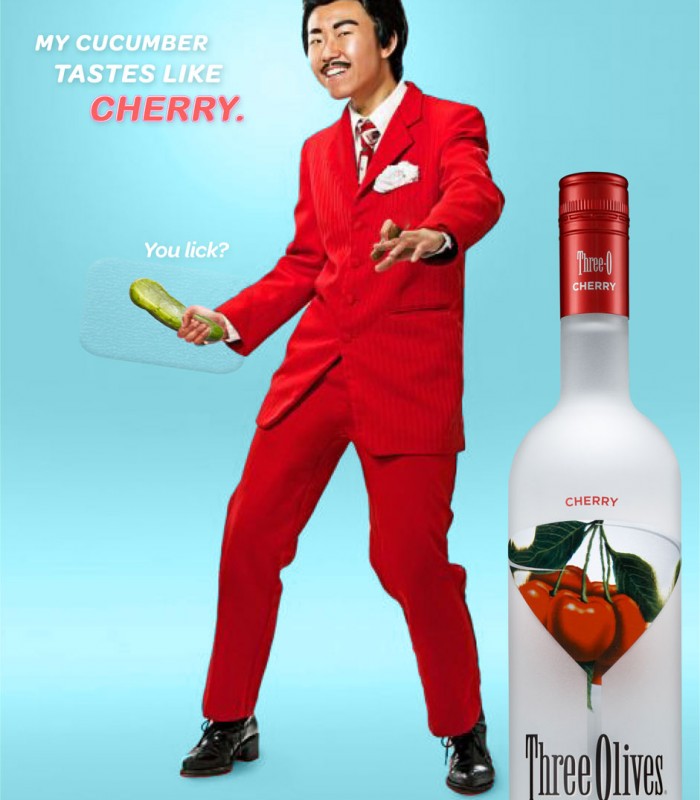 MY CUCUMBER
TASTES LIKE
CHERRY.
You lick?
Three-O
CHERRY
CHERRY
Three Olives